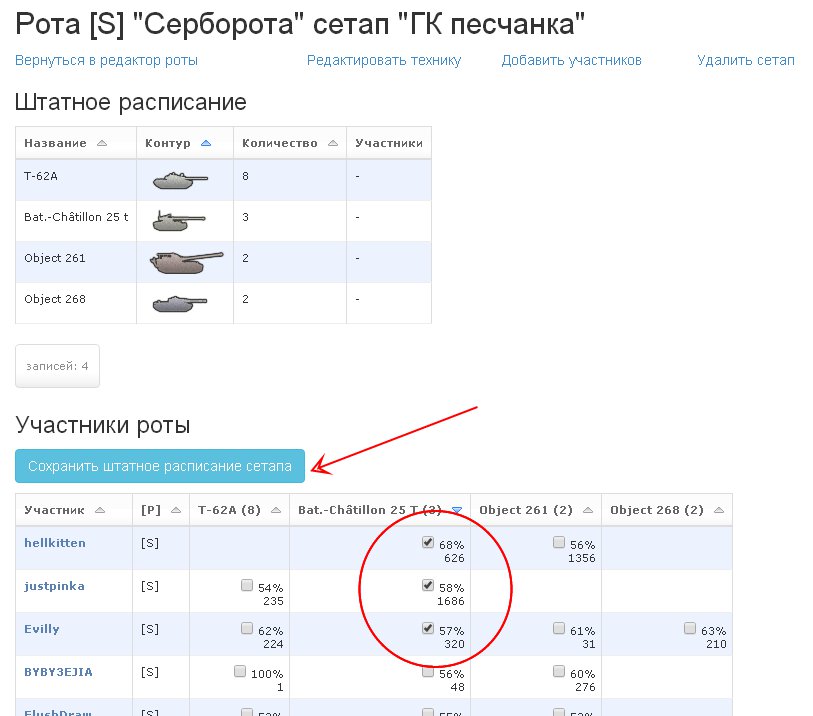 Рота [S] "Серборота" сетап "ГК песчанка"
Вернуться в редактор роты Редактировать технику Добавить участников Удалить сетап
Штатное расписание
Название Контур Количество Участники
T-62A 8 -
Bat.-Châtillon 25 t 3 -
Object 261 2 -
Object 268 2 -
записей: 4
Участники роты
Сохранить штатное расписание сетапа
Участник [P] T-62A (8) Bat.-Châtillon 25 T (3) Object 261 (2) Object 268 (2)
hellkitten [S] 68% 56%
626 1356
justpinka [S] 54% 58%
235 1686
Evilly [S] 62% 57% 61% 63%
224 320 31 210
BYBY3EJIA [S] 100% 56% 60%
1 48 276
FlushDraw [S] 52% 55% 52%